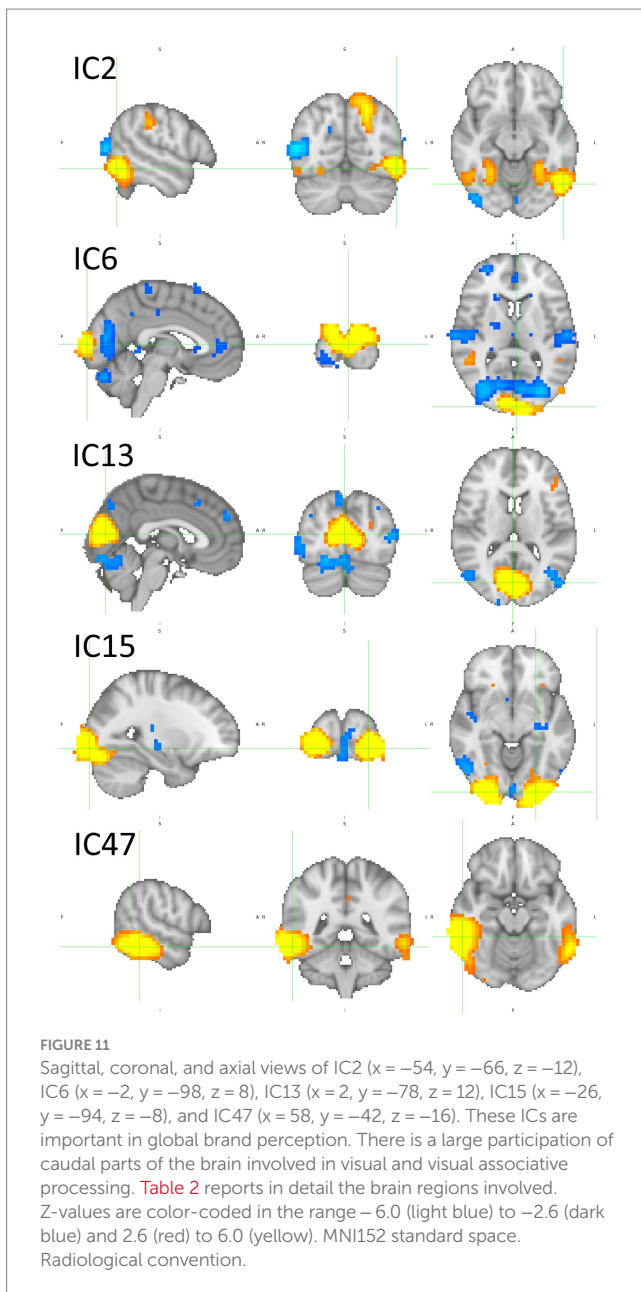 S S A
IC2
A R L R L
S S A
IC6
A R L R L
S S A
IC13
A R L R L
S S A
IC15
A R L R L
S S A
IC47
A R L R L
FIGURE 11
Sagittal, coronal, and axial views of IC2 (x = −54, y = −66, z = −12),
IC6 (x = −2, y = −98, z = 8), IC13 (x = 2, y = −78, z = 12), IC15 (x = −26,
y = −94, z = −8), and IC47 (x = 58, y = −42, z = −16). These ICs are
important in global brand perception. There is a large participation of
caudal parts of the brain involved in visual and visual associative
processing. Table 2 reports in detail the brain regions involved.
Z-values are color-coded in the range − 6.0 (light blue) to −2.6 (dark
blue) and 2.6 (red) to 6.0 (yellow). MNI152 standard space.
Radiological convention.